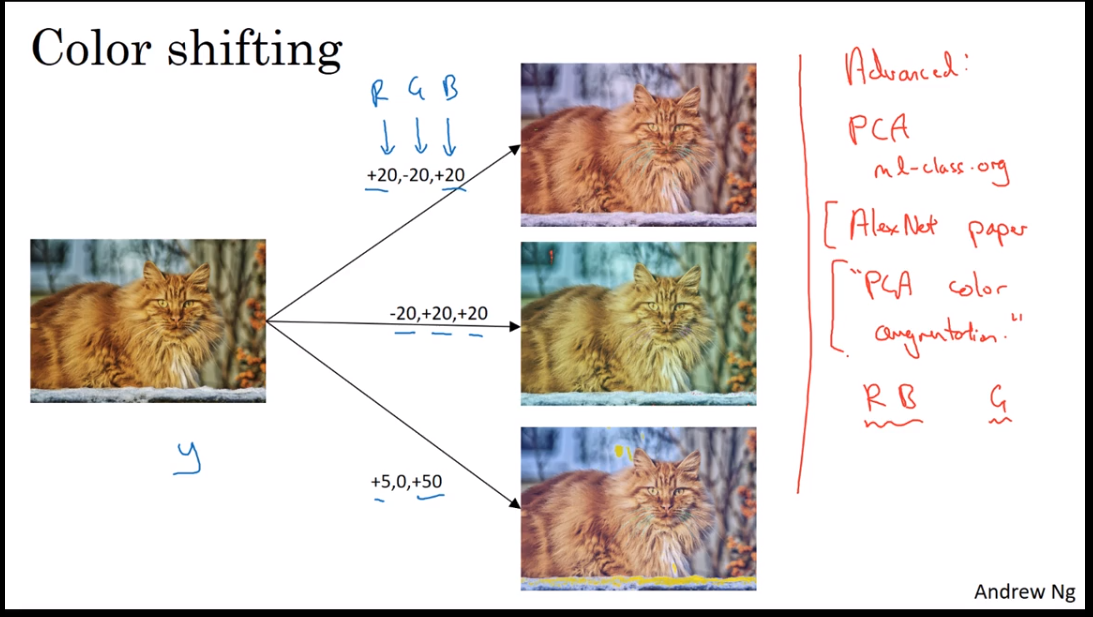 Color shifting
R G B
+20,-20,+20
-20,+20,+20
+5,0,+50
y
Advanced:
PCA
ml-class.org
[AlexNet paper
["PCA color
augmentation."
R B G
Andrew Ng